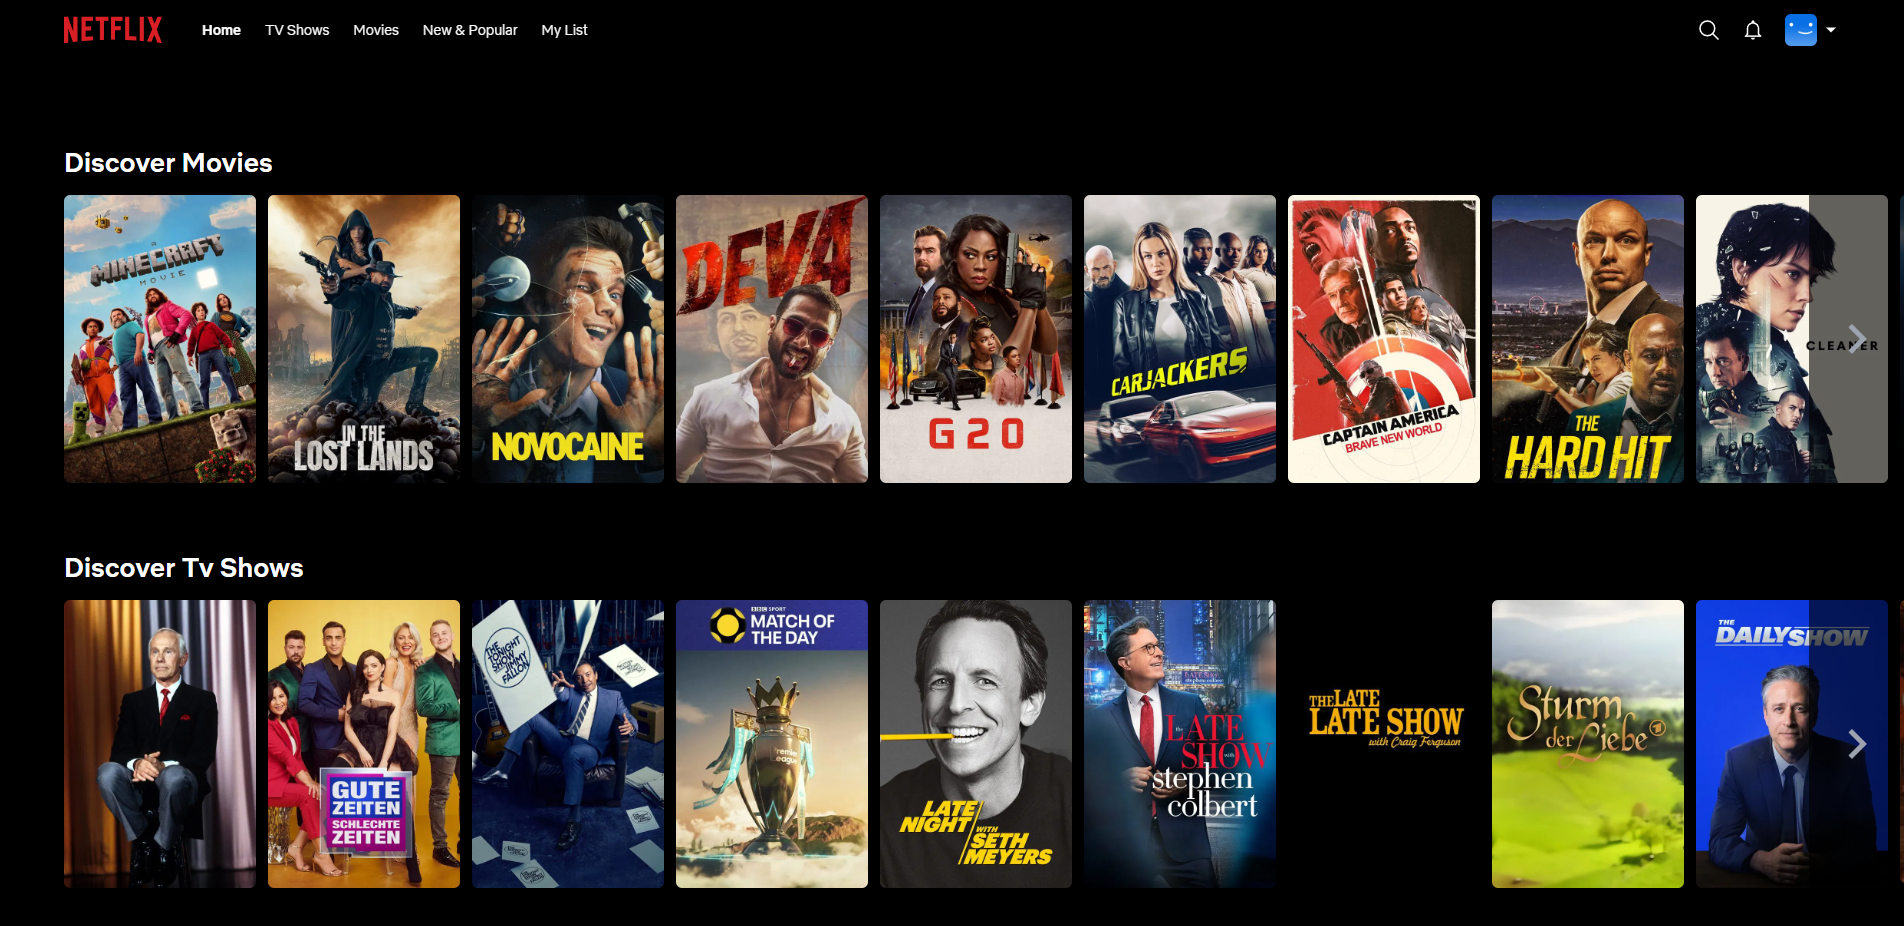 NETFLIX
Home
TV Shows
Movies
New & Popular
My List
Discover Movies
A
MINECRAFT
MOVIE
IN THE
LOST LANDS
NOVOCAINE
DEVA
G20
CARJACKERS
CAPTAIN AMERICA
BRAVE NEW WORLD
THE
HARD HIT
CLEANER
Discover Tv Shows
GUTE
ZEITEN
SCHLECHTE
ZEITEN
THE
TONIGHT
SHOW
JIMMY
FALLON
BBC SPORT
MATCH OF
THE DAY
Premier
League
LATE
NIGHT
WITH
SETH
MEYERS
the
LATE
SHOW
with
stephen
colbert
THE LATE
LATE SHOW
with Craig Ferguson
Sturm
der Liebe
THE
DAILY SHOW